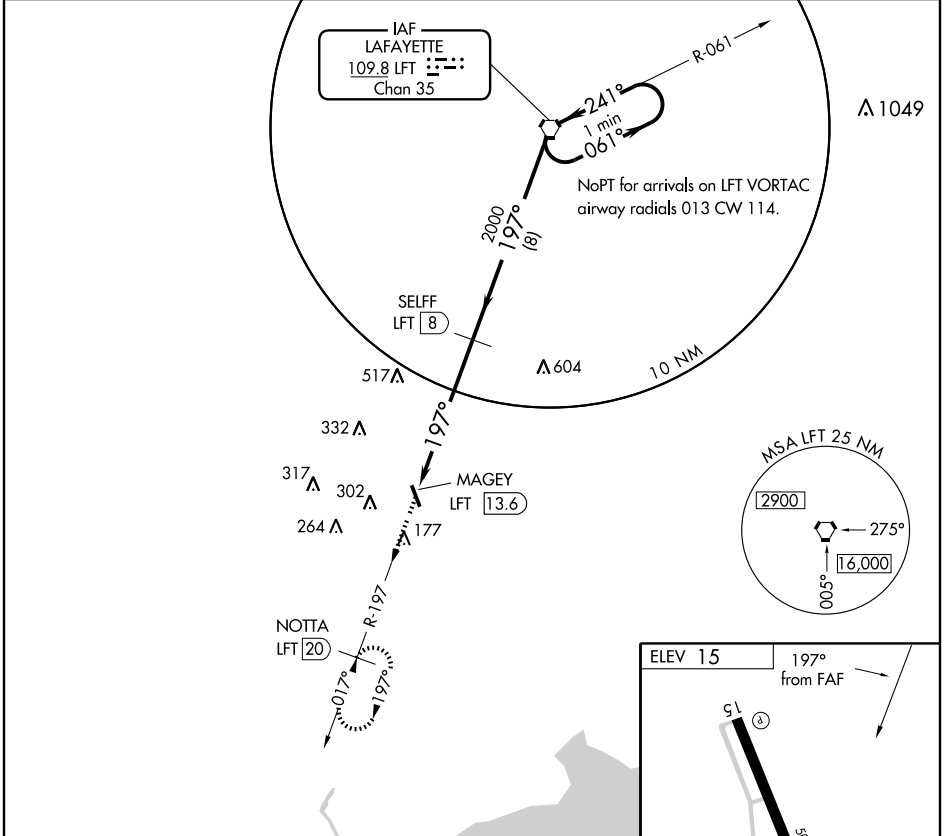 IAF
LAFAYETTE
109.8 LFT
Chan 35
R-061
241°
1 min
061°
1049
NoPT for arrivals on LFT VORTAC
airway radials 013 CW 114.
2000
197°
(8)
SELFF
LFT 8
604
10 NM
517
332
197°
317
302
264
MAGEY
LFT 13.6
177
MSA LFT 25 NM
2900
275°
16,000
005°
R-197
NOTTA
LFT 20
017°
197°
ELEV 15
197°
from FAF
15
P